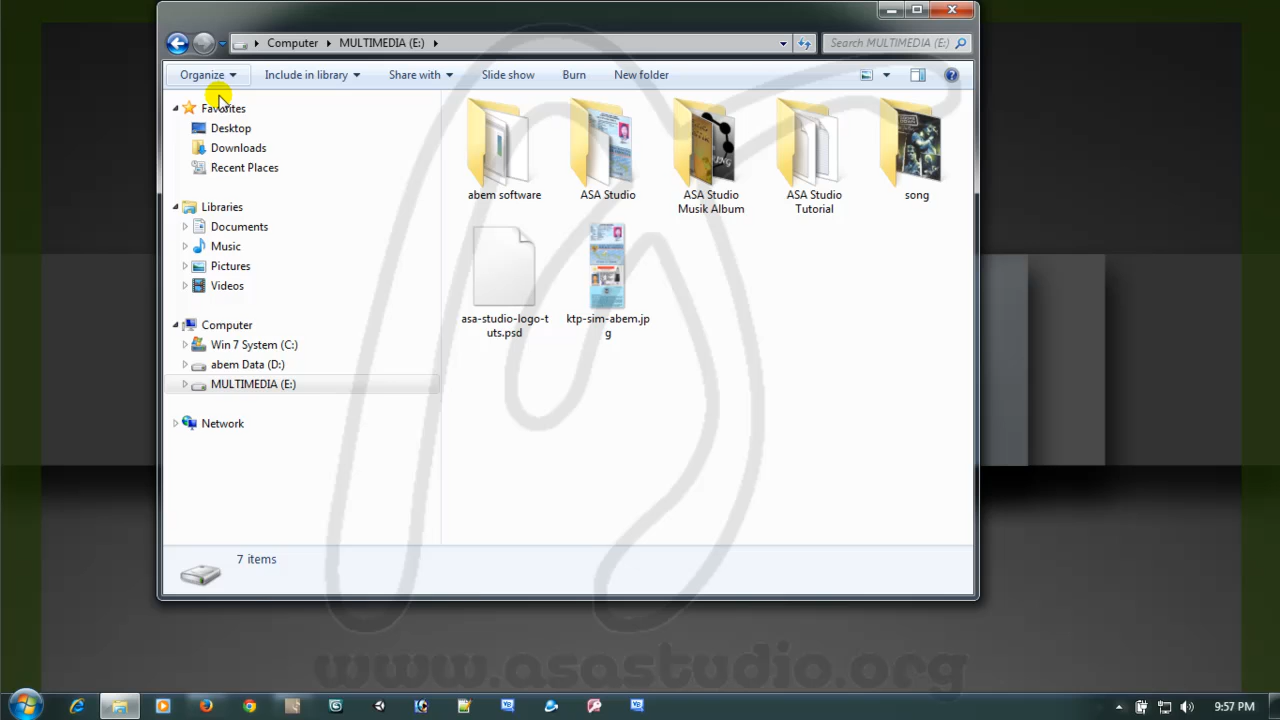 Computer MULTIMEDIA (E:)
Search MULTIMEDIA (E:)
Organize Include in library Share with Slide show Burn New folder
Favorites
Desktop
Downloads
Recent Places
Libraries
Documents
Music
Pictures
Videos
Computer
Win 7 System (C:)
abem Data (D:)
MULTIMEDIA (E:)
Network
abem software
ASA Studio
ASA Studio
Musik Album
ASA Studio
Tutorial
song
asa-studio-logo-t
uts.psd
ktp-sim-abem.jp
g
7 items
www.asastudio.org
9:57 PM